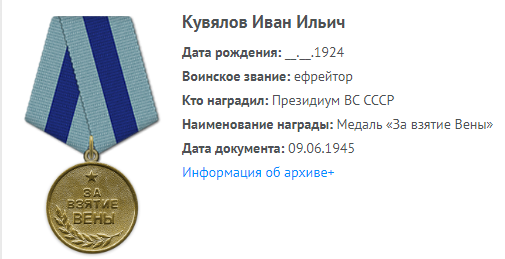 Кувялов Иван Ильич
Дата рождения: __.__.1924
Воинское звание: ефрейтор
Кто наградил: Президиум ВС СССР
Наименование награды: Медаль «За взятие Вены»
Дата документа: 09.06.1945
Информация об архиве+
ЗА
ВЗЯТИЕ
ВЕНЫ